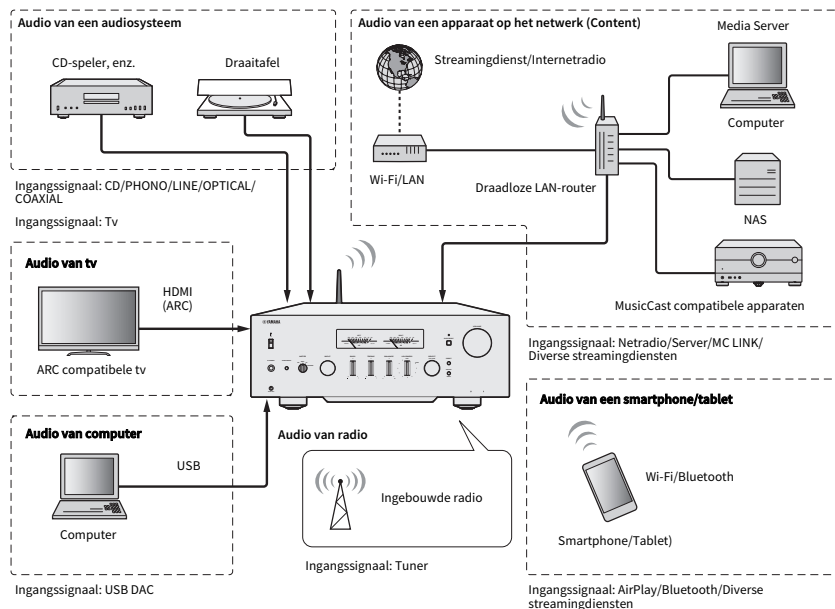 Audio van een audiosysteem
CD-speler, enz.
Draaitafel
Ingangssignaal: CD/PHONO/LINE/OPTICAL/
COAXIAL
Ingangssignaal: Tv
Audio van een apparaat op het netwerk (Content)
Streamingdienst/Internetradio
Media Server
Computer
Wi-Fi/LAN
Draadloze LAN-router
NAS
MusicCast compatibele apparaten
Ingangssignaal: Netradio/Server/MC LINK/
Diverse streamingdiensten
Audio van tv
HDMI
(ARC)
ARC compatibele tv
YAMAHA
Audio van computer
USB
Computer
Ingangssignaal: USB DAC
Audio van radio
Ingebouwde radio
Ingangssignaal: Tuner
Audio van een smartphone/tablet
Wi-Fi/Bluetooth
Smartphone/Tablet)
Ingangssignaal: AirPlay/Bluetooth/Diverse
streamingdiensten